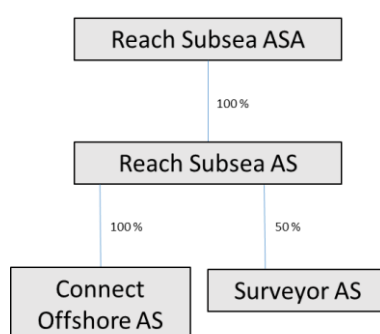 Reach Subsea ASA
100 %
Reach Subsea AS
100 %
50 %
Connect
Offshore AS
Surveyor AS